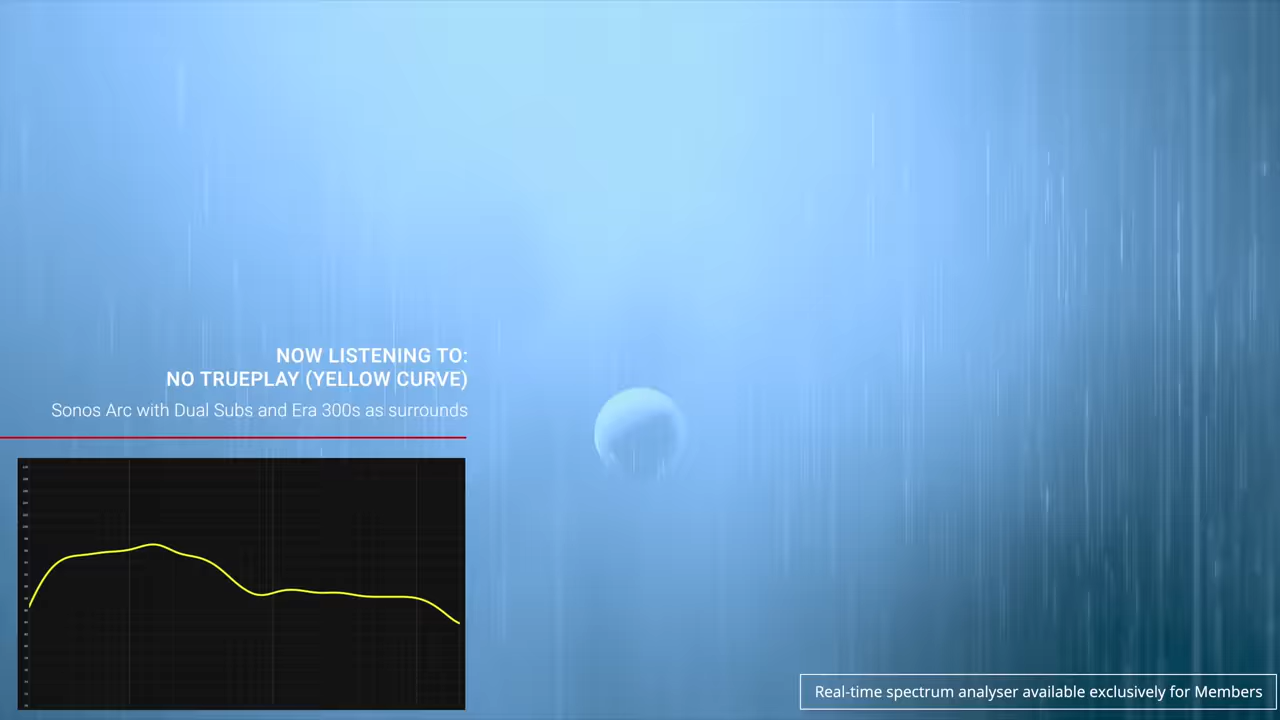 NOW LISTENING TO:
NO TRUEPLAY (YELLOW CURVE)
Sonos Arc with Dual Subs and Era 300s as surrounds
Real-time spectrum analyser available exclusively for Members